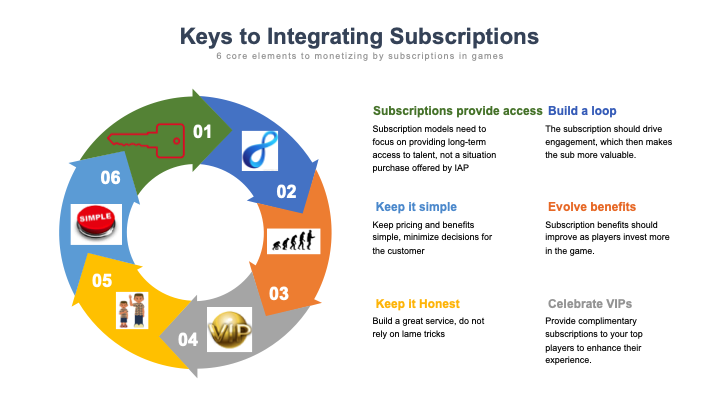 Keys to Integrating Subscriptions
6 core elements to monetizing by subscriptions in games
01
02
03
04
05
06
SIMPLE
VIP
Subscriptions provide access
Subscription models need to
focus on providing long-term
access to talent, not a situation
purchase offered by IAP
Build a loop
The subscription should drive
engagement, which then makes
the sub more valuable.
Keep it simple
Keep pricing and benefits
simple, minimize decisions for
the customer
Evolve benefits
Subscription benefits should
improve as players invest more
in the game.
Keep it Honest
Build a great service, do not
rely on lame tricks
Celebrate VIPs
Provide complimentary
subscriptions to your top
players to enhance their
experience.